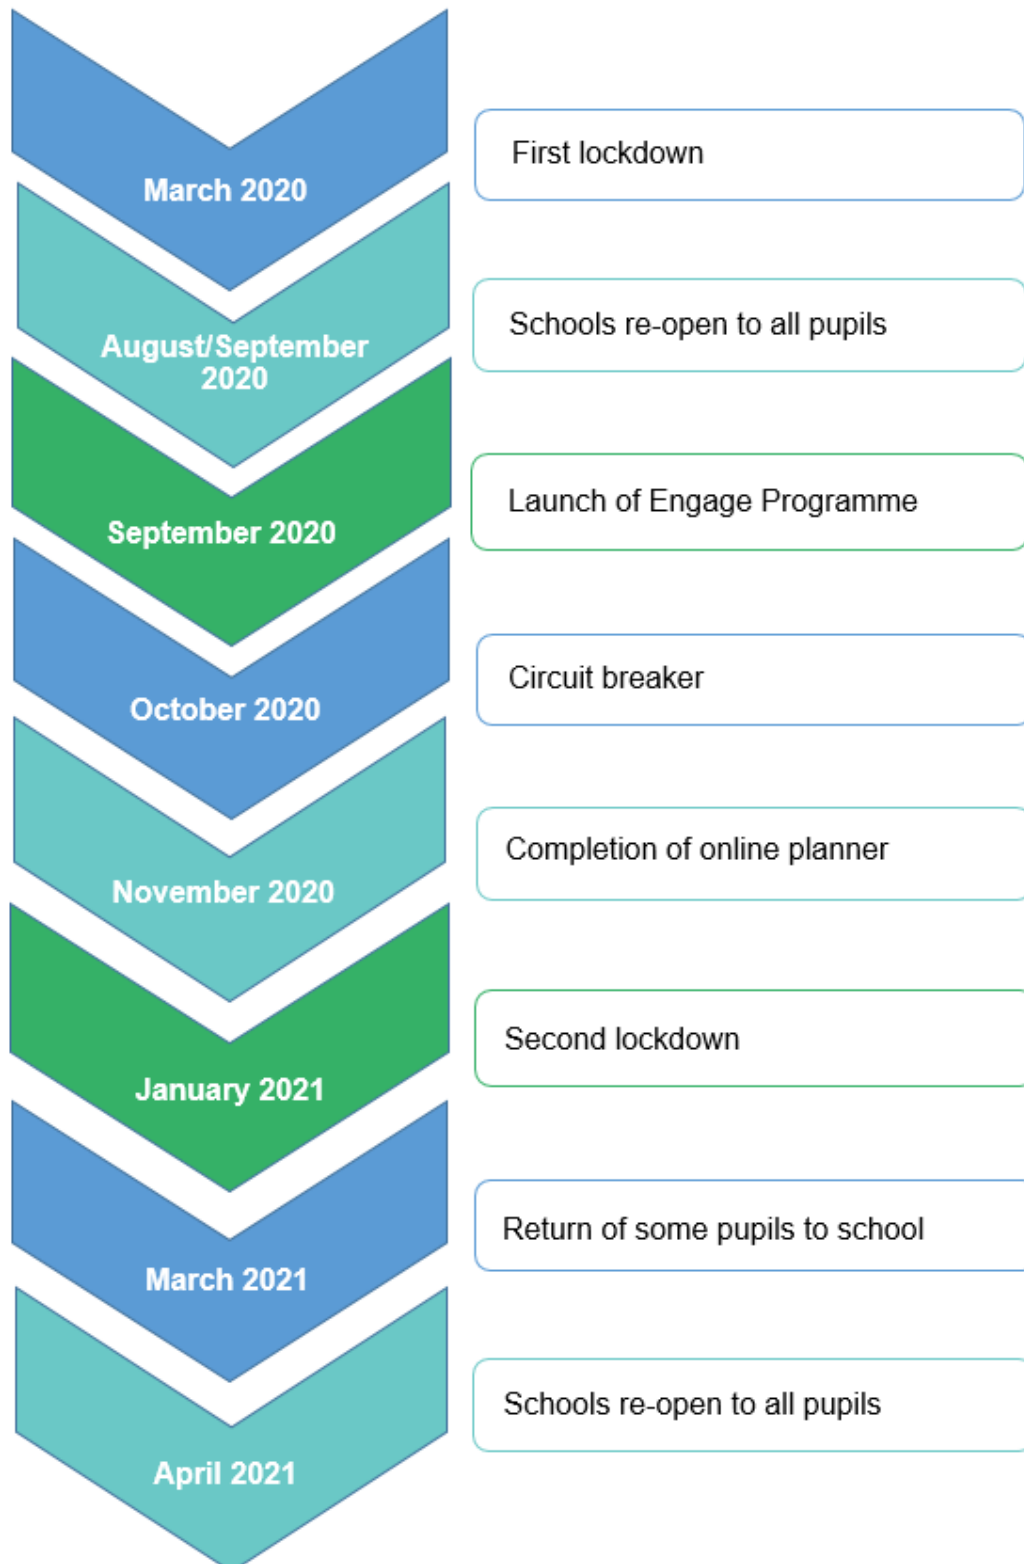 March 2020
First lockdown
August/September
2020
Schools re-open to all pupils
September 2020
Launch of Engage Programme
October 2020
Circuit breaker
November 2020
Completion of online planner
January 2021
Second lockdown
March 2021
Return of some pupils to school
April 2021
Schools re-open to all pupils